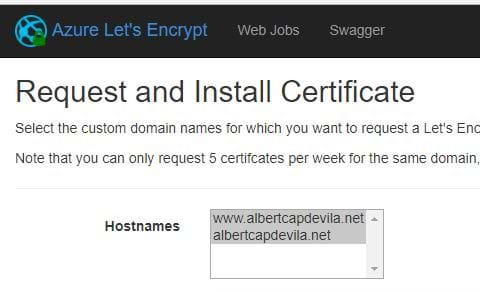 Azure Let's Encrypt Web Jobs Swagger
Request and Install Certificate
Select the custom domain names for which you want to request a Let's Enc
Note that you can only request 5 certifcates per week for the same domain,
Hostnames
www.albertcapdevila.net
albertcapdevila.net